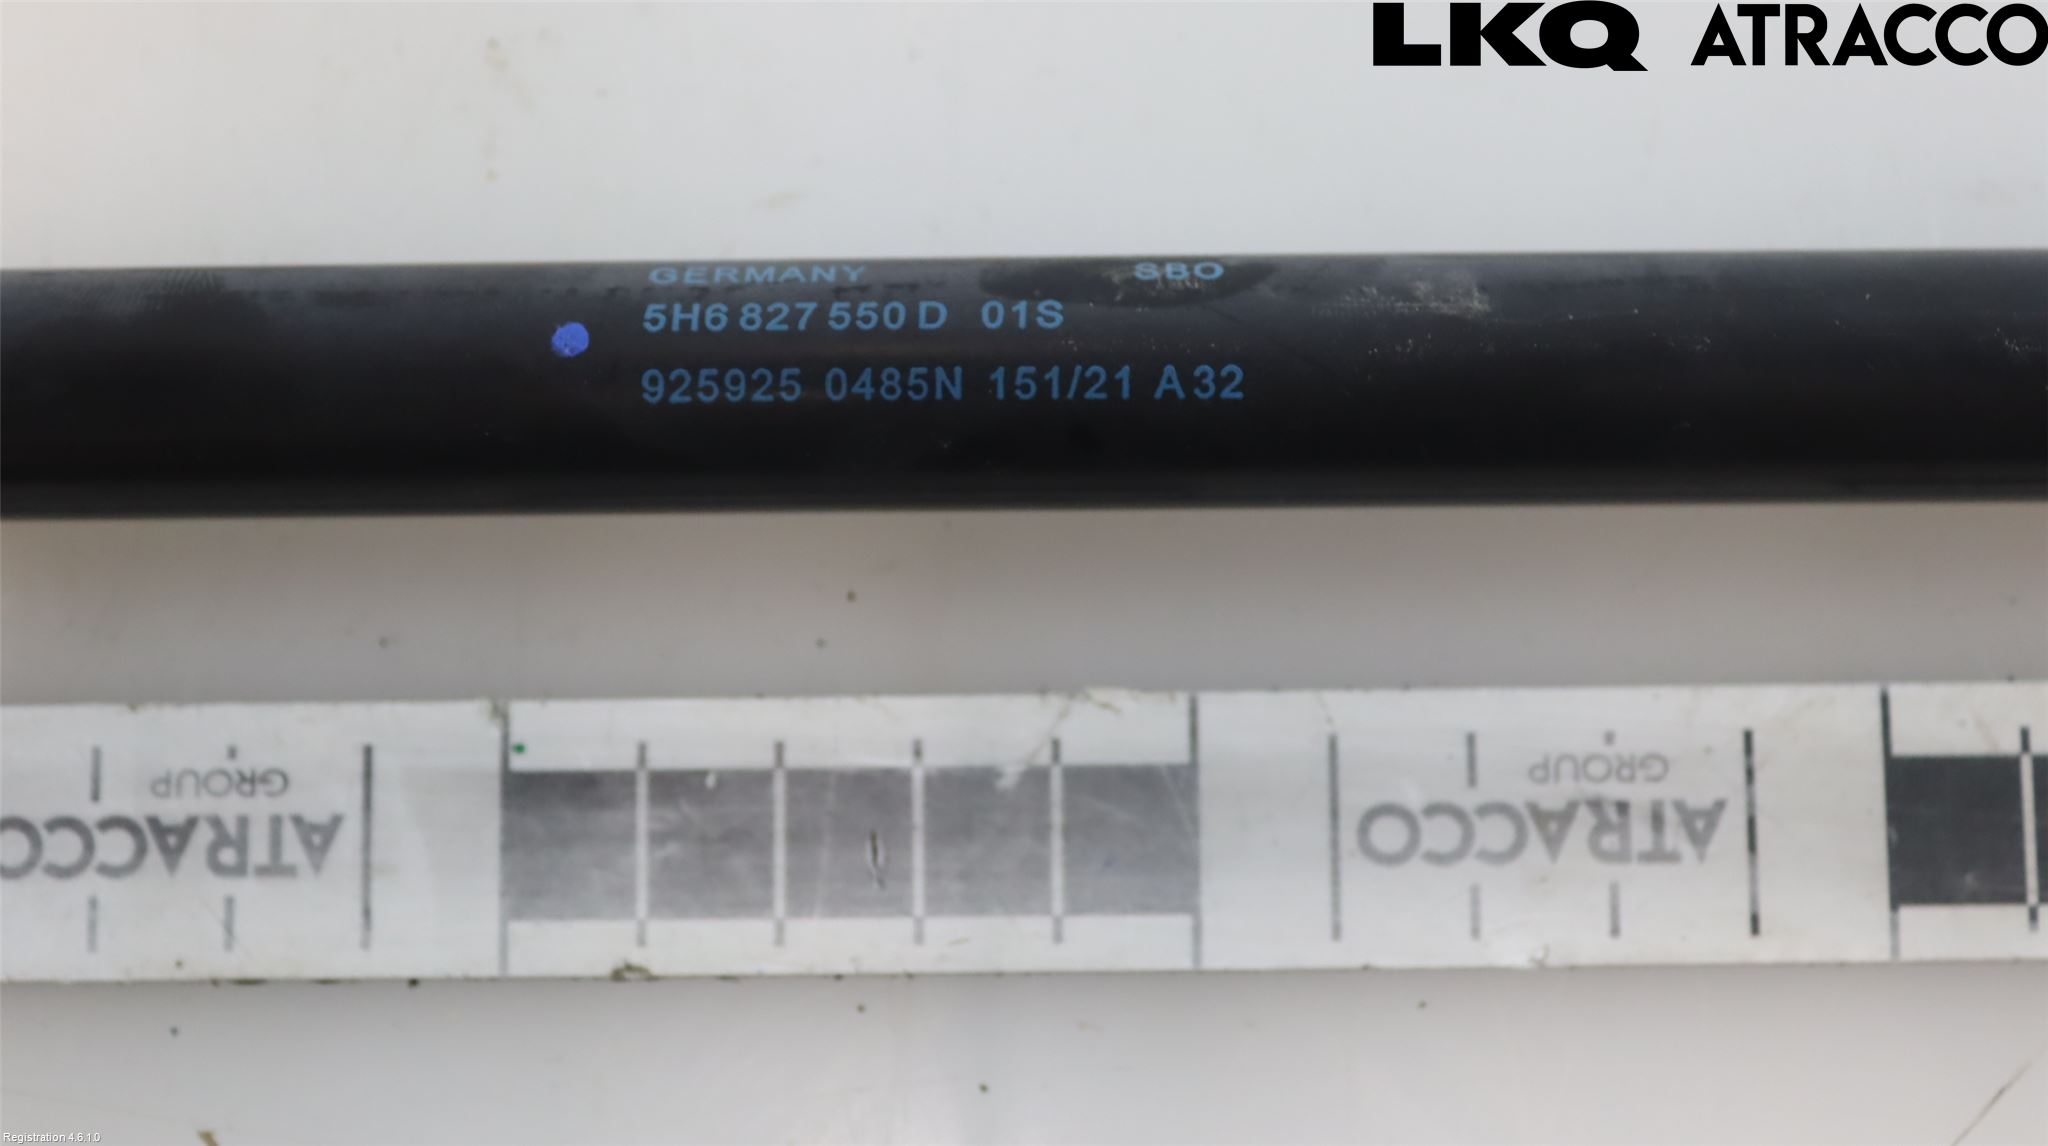 LKQ ATRACCO
GERMANY SBO
5H6 827 550 D 01S
925925 0485N 151/21 A 32
GROUP
ATRACCO
GROUP
ATRACCO
Registration 4.6.1.0